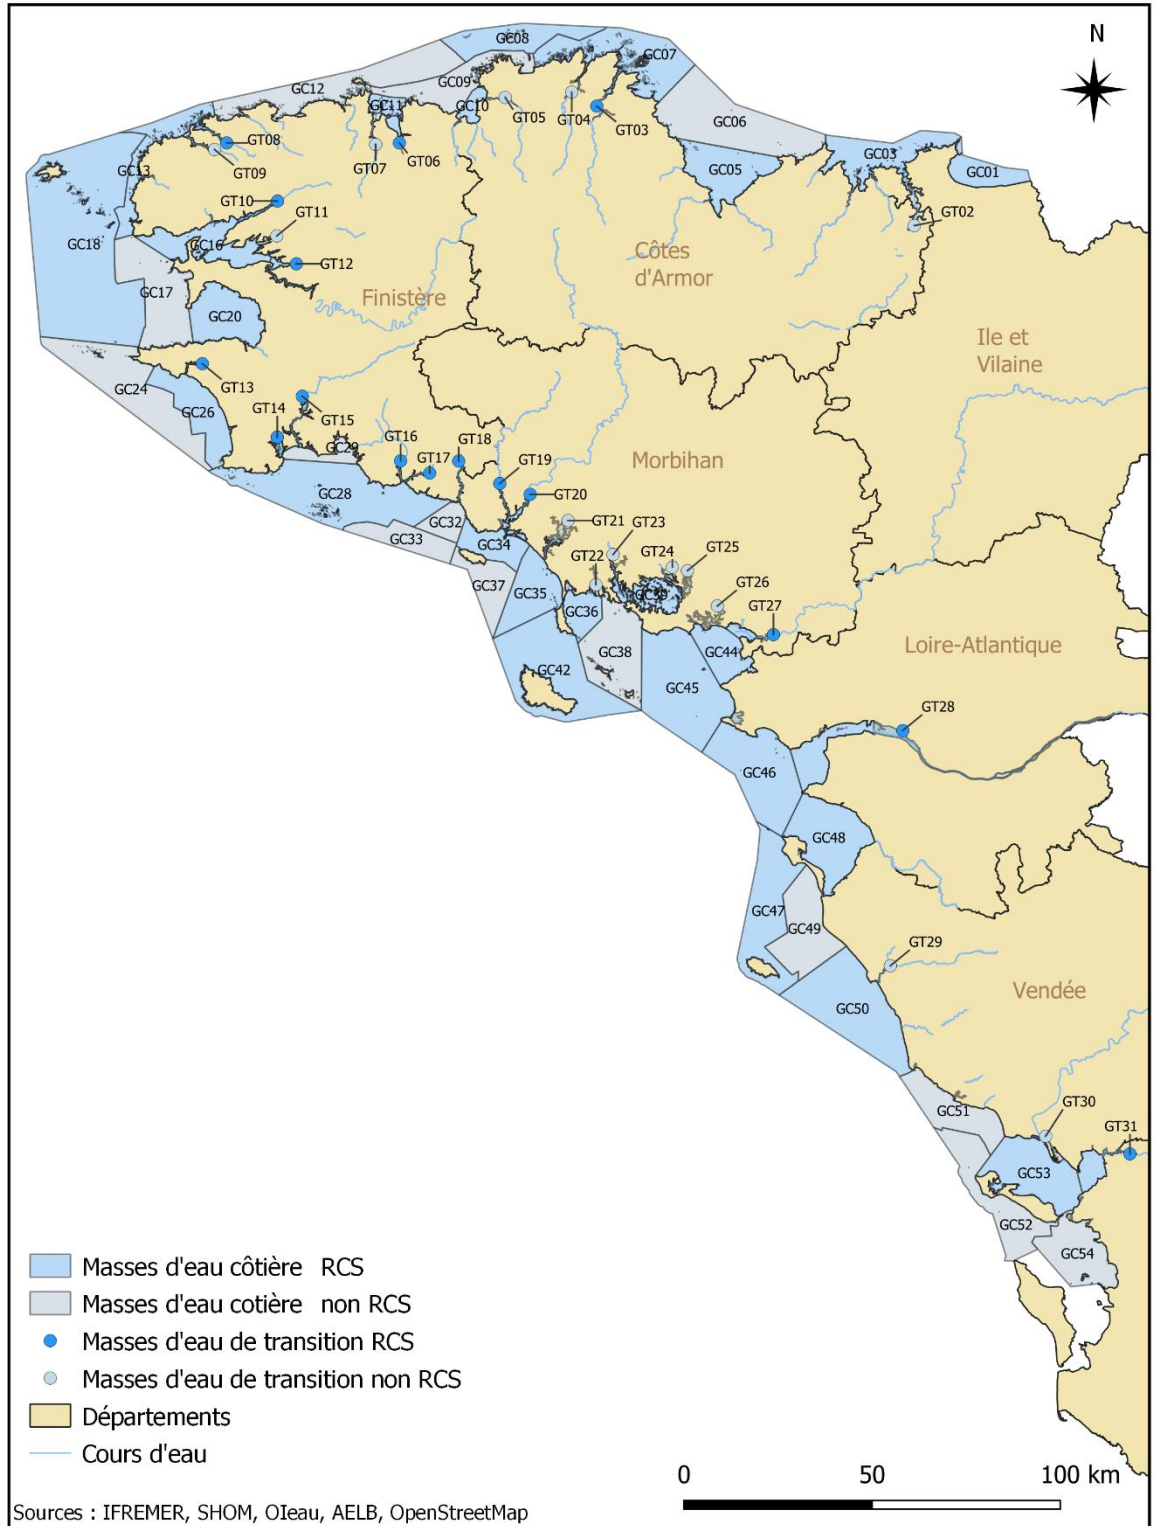 N
GC08
GC07
GC12
GC09
GC11
GC10
GT05
GT04
GT03
GC06
GT08
GT09
GT07
GT06
GC13
GC05
GC03
GC01
GT10
GT11
GT02
GC18
GC16
GT12
GC17
Finistère
Côtes
d'Armor
GC20
Ile et
Vilaine
GC24
GT13
GC26
GT14
GT15
GC29
GT16
GT17
GT18
GT19
Morbihan
GC28
GT20
GC32
GC33
GC34
GT21
GT23
GT22
GT24
GT25
GC37
GC35
GC36
GC39
GT26
GT27
GC38
GC44
GC42
GC45
Loire-Atlantique
GT28
GC46
GC48
GC47
GC49
GT29
Vendée
GC50
GC51
GT30
GT31
GC53
GC52
GC54
Masses d'eau côtière RCS
Masses d'eau cotière non RCS
Masses d'eau de transition RCS
Masses d'eau de transition non RCS
Départements
Cours d'eau
0 50 100 km
Sources : IFREMER, SHOM, OIeau, AELB, OpenStreetMap